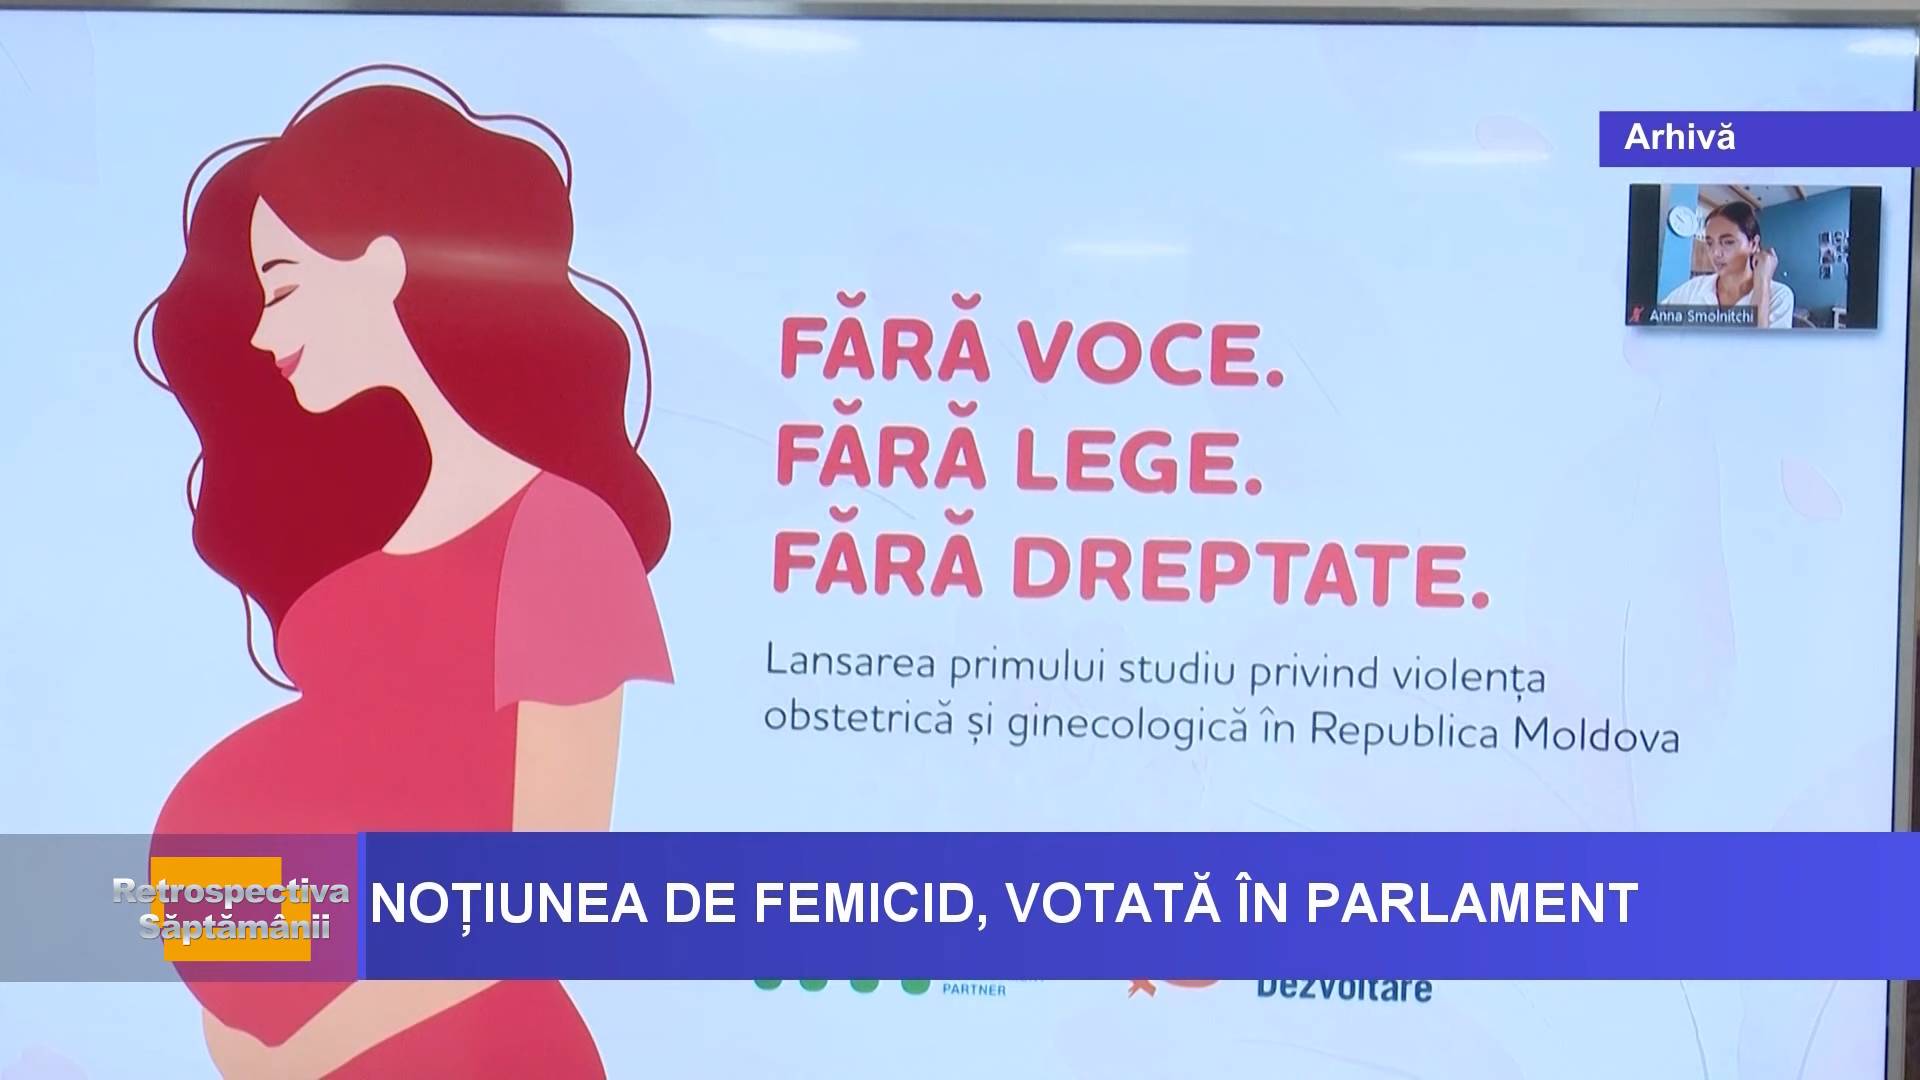 Arhivă
Anna Smolnitchi
FĂRĂ VOCE.
FĂRĂ LEGE.
FĂRĂ DREPTATE.
Lansarea primului studiu privind violența
obstetrică și ginecologică în Republica Moldova
Retrospectiva
Săptămânii
NOȚIUNEA DE FEMICID, VOTATĂ ÎN PARLAMENT
PARTNER
Dezvoltare